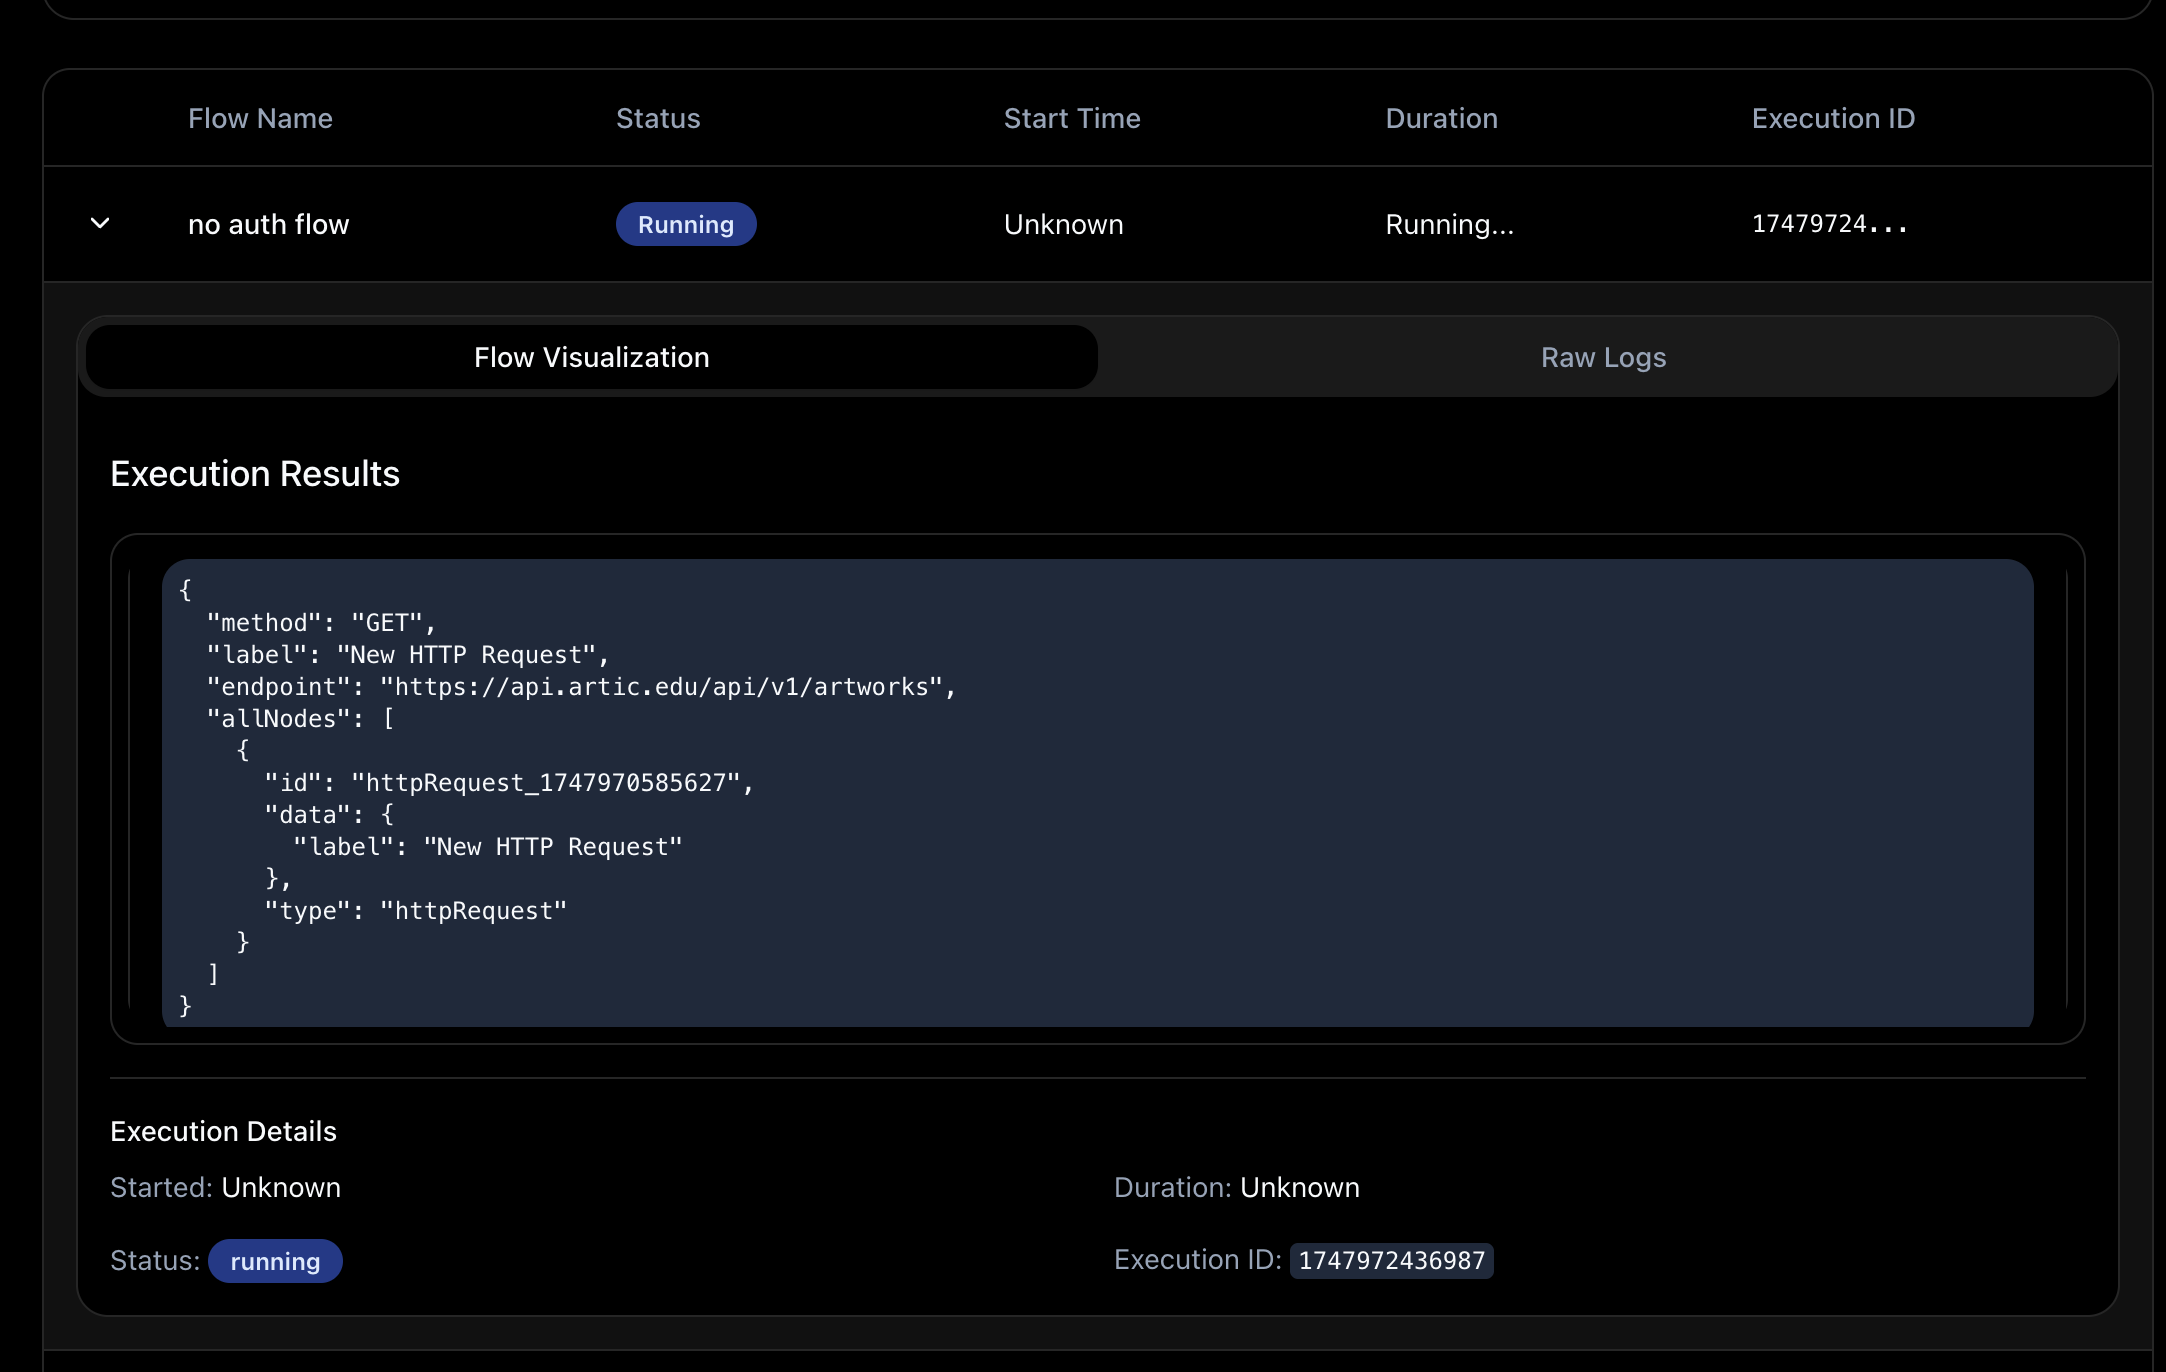 Flow Name Status Start Time Duration Execution ID
no auth flow Running Unknown Running... 17479724...
Flow Visualization Raw Logs
Execution Results
{
  "method": "GET",
  "label": "New HTTP Request",
  "endpoint": "https://api.artic.edu/api/v1/artworks",
  "allNodes": [
    {
      "id": "httpRequest_1747970585627",
      "data": {
        "label": "New HTTP Request"
      },
      "type": "httpRequest"
    }
  ]
}
Execution Details
Started: Unknown Duration: Unknown
Status: running Execution ID: 1747972436987